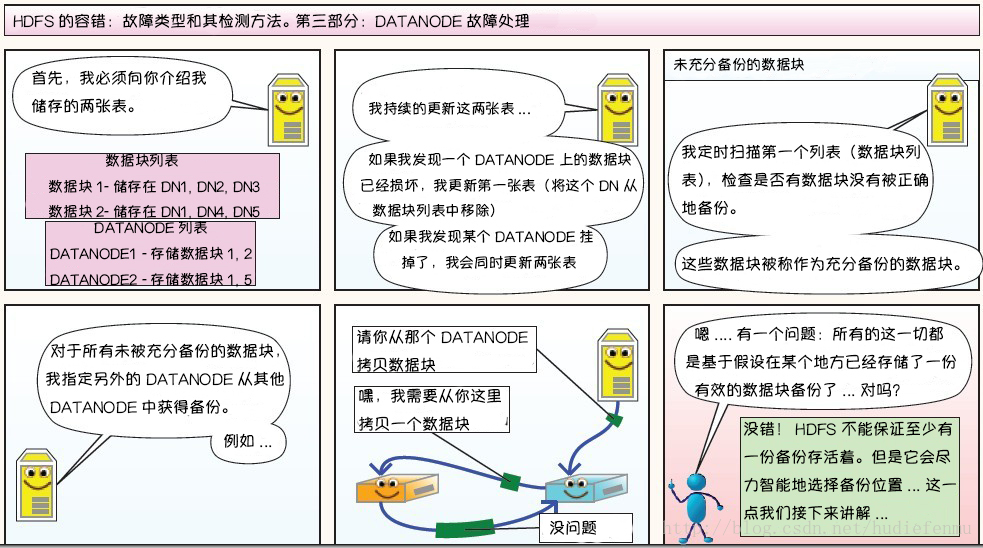 HDFS 的容错：故障类型和其检测方法。第三部分：DATANODE 故障处理
首先，我必须向你介绍我
储存的两张表。
数据块列表
数据块 1- 储存在 DN1, DN2, DN3
数据块 2- 储存在 DN1, DN4, DN5
DATANODE 列表
DATANODE1 - 存储数据块 1, 2
DATANODE2 - 存储数据块 1, 5
我持续的更新这两张表 ...
如果我发现一个 DATANODE 上的数据块
已经损坏，我更新第一张表（将这个 DN 从
数据块列表中移除）
如果我发现某个 DATANODE 挂
掉了，我会同时更新两张表
未充分备份的数据块
我定时扫描第一个列表（数据块列
表），检查是否有数据块没有被正确
地备份。
这些数据块被称作为充分备份的数据块。
对于所有未被充分备份的数据块，
我指定另外的 DATANODE 从其他
DATANODE 中获得备份。
例如 ...
请你从那个 DATANODE
拷贝数据块
嘿，我需要从你这里
拷贝一个数据块
没问题
嗯 .... 有一个问题：所有的这一切都
是基于假设在某个地方已经存储了一份
有效的数据块备份了 ... 对吗?
没错！ HDFS 不能保证至少有
一份备份存活着。但是它会尽
力智能地选择备份位置 ... 这一
点我们接下来讲解 ...
http://blog.csdn.net/hudiefenmu